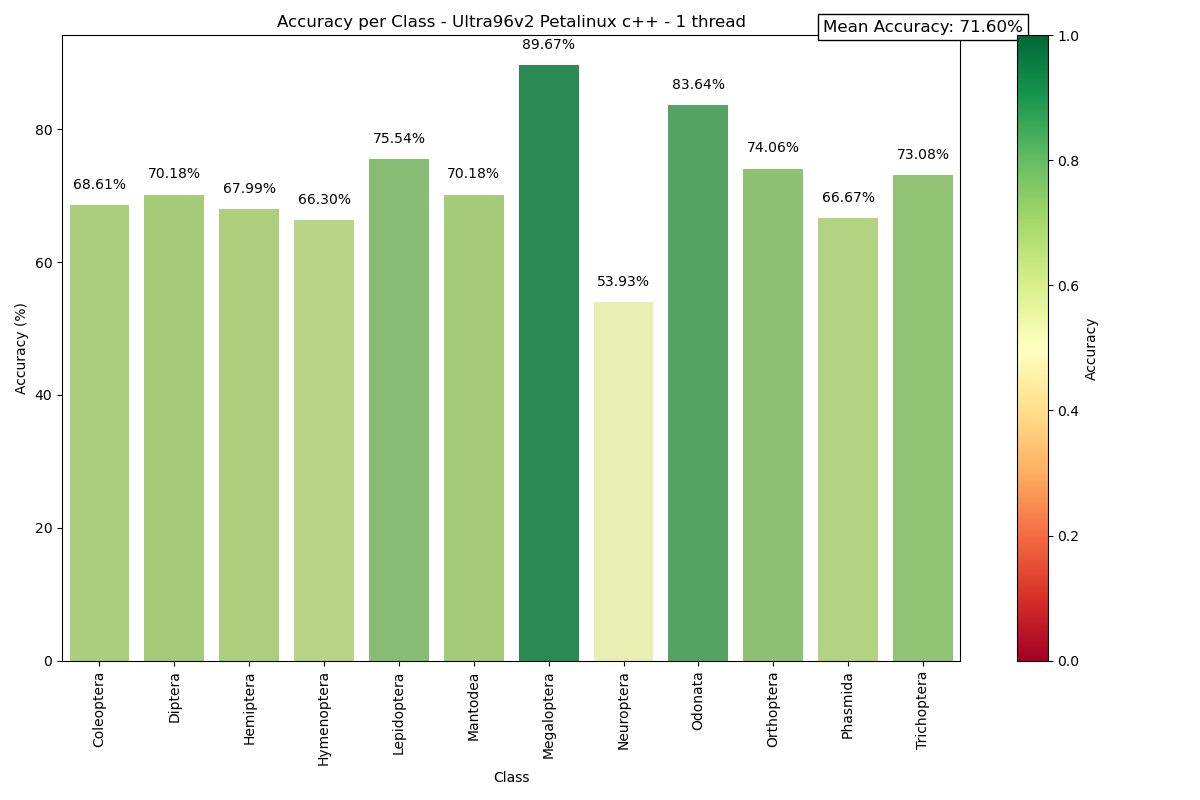 Accuracy per Class - Ultra96v2 Petalinux c++ - 1 thread
Mean Accuracy: 71.60%
Accuracy (%)
80
60
40
20
0
68.61%
70.18%
67.99%
66.30%
75.54%
70.18%
89.67%
53.93%
83.64%
74.06%
66.67%
73.08%
Coleoptera
Diptera
Hemiptera
Hymenoptera
Lepidoptera
Mantodea
Megaloptera
Neuroptera
Odonata
Orthoptera
Phasmida
Trichoptera
Class
1.0
0.8
0.6
0.4
0.2
0.0
Accuracy